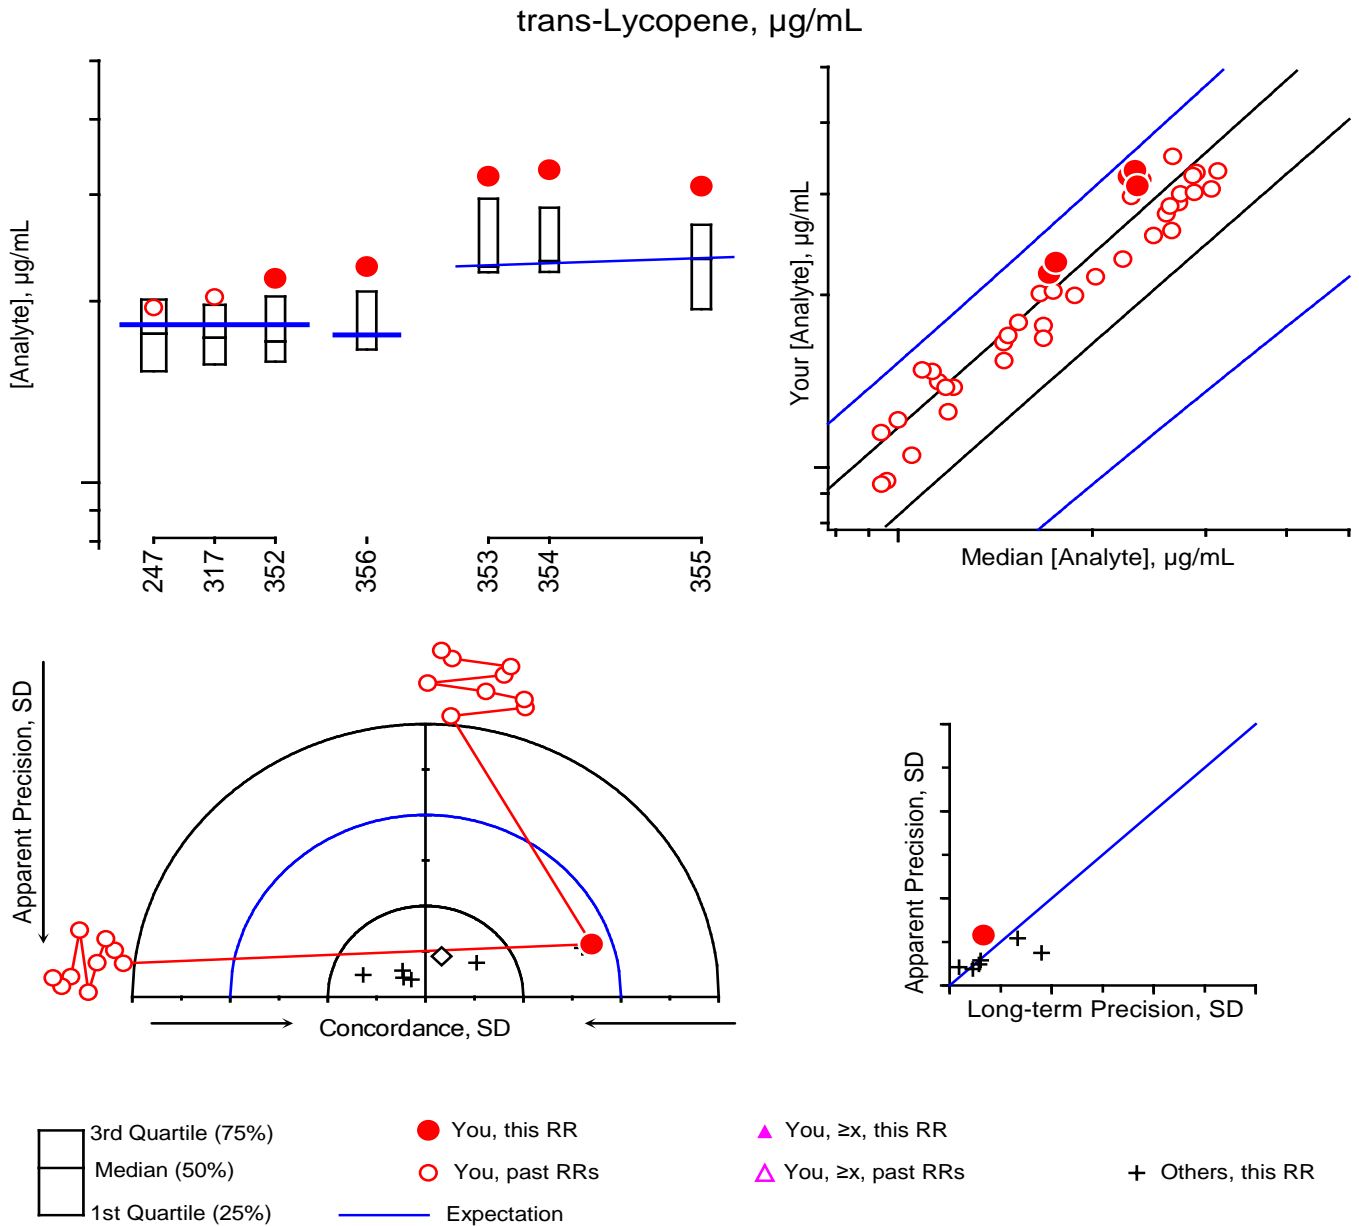 trans-Lycopene, µg/mL
[Analyte], µg/mL
247
317
352
356
353
354
355
Your [Analyte], µg/mL
Median [Analyte], µg/mL
Apparent Precision, SD
Concordance, SD
Apparent Precision, SD
Long-term Precision, SD
3rd Quartile (75%)
Median (50%)
1st Quartile (25%)
You, this RR
You, past RRs
Expectation
You, ≥x, this RR
You, ≥x, past RRs
Others, this RR